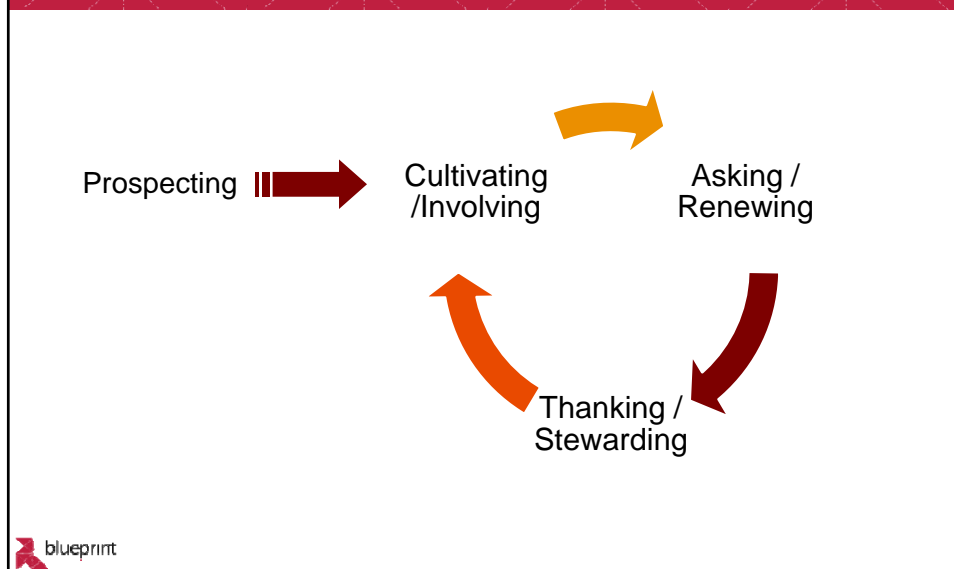 Prospecting
Cultivating
/Involving
Asking /
Renewing
Thanking /
Stewarding
blueprint